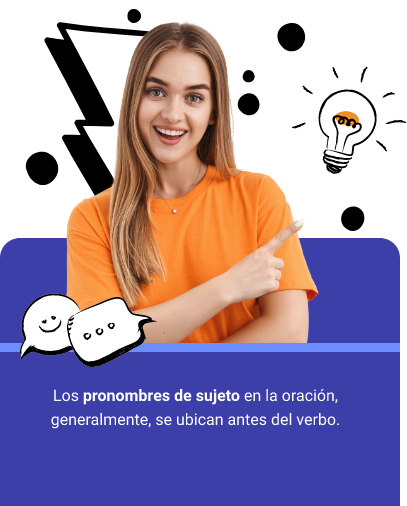 Los pronombres de sujeto en la oración,
generalmente, se ubican antes del verbo.